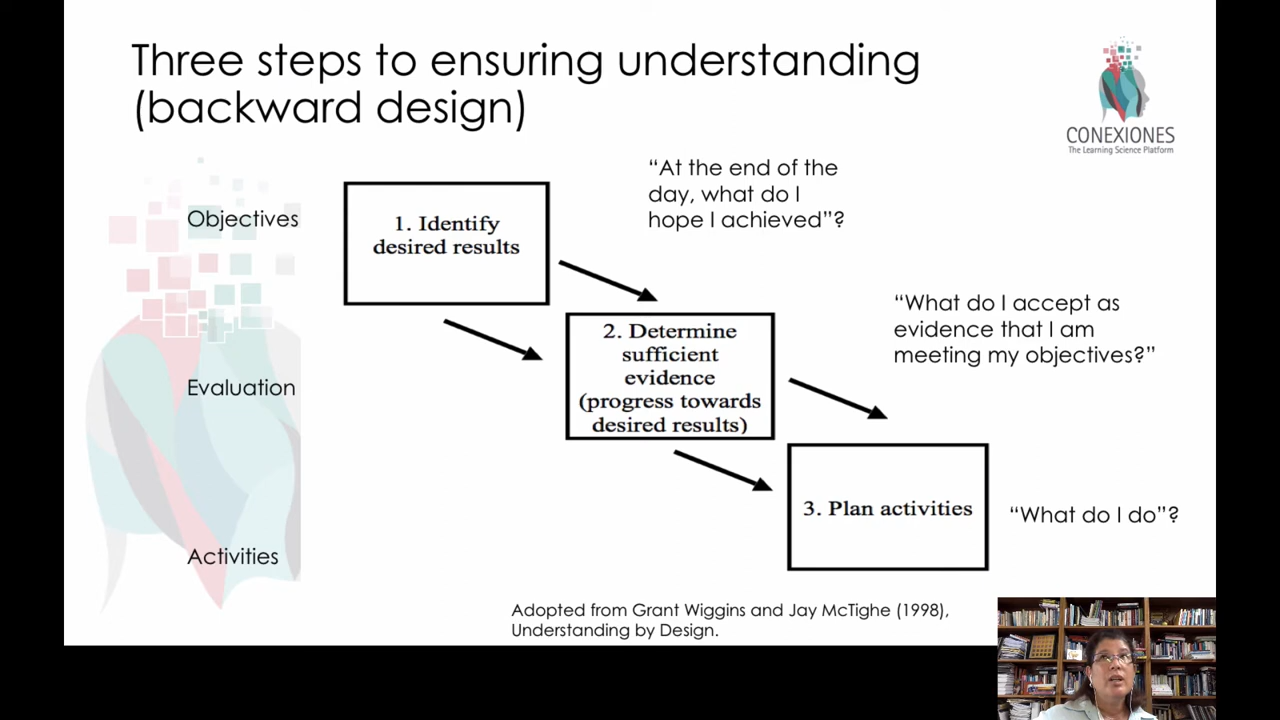 Three steps to ensuring understanding
(backward design)
CONEXIONES
The Learning Science Platform
"At the end of the
day, what do I
hope I achieved"?
Objectives
1. Identify
desired results
"What do I accept as
evidence that I am
meeting my objectives?"
2. Determine
sufficient
evidence
(progress towards
desired results)
Evaluation
3. Plan activities
"What do I do"?
Activities
Adopted from Grant Wiggins and Jay McTighe (1998),
Understanding by Design.